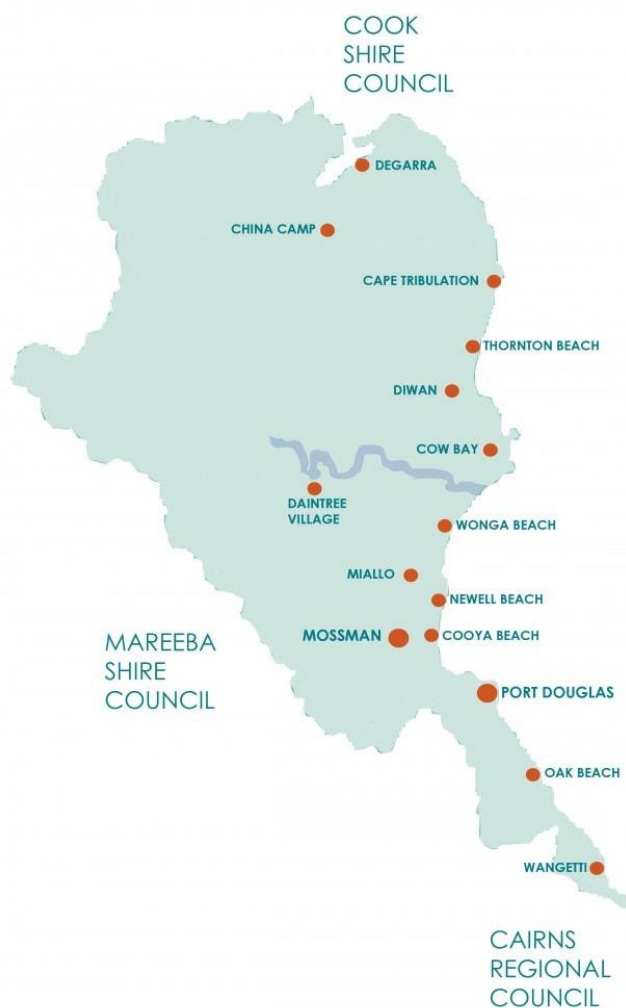 COOK
SHIRE
COUNCIL
DEGARRA
CHINA CAMP
CAPE TRIBULATION
THORNTON BEACH
DIWAN
COW BAY
DAINTREE
VILLAGE
WONGA BEACH
MIALLO
NEWELL BEACH
MOSSMAN
COOYA BEACH
MAREEBA
SHIRE
COUNCIL
PORT DOUGLAS
OAK BEACH
WANGETTI
CAIRNS
REGIONAL
COUNCIL